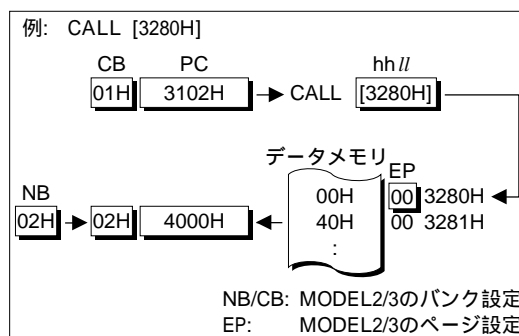 例: CALL [3280H]
CB PC hhll
01H 3102H CALL [3280H]
データメモリ
EP
NB 00H 00 3280H
02H 02H 4000H 40H 00 3281H
:
NB/CB: MODEL2/3のバンク設定
EP: MODEL2/3のページ設定